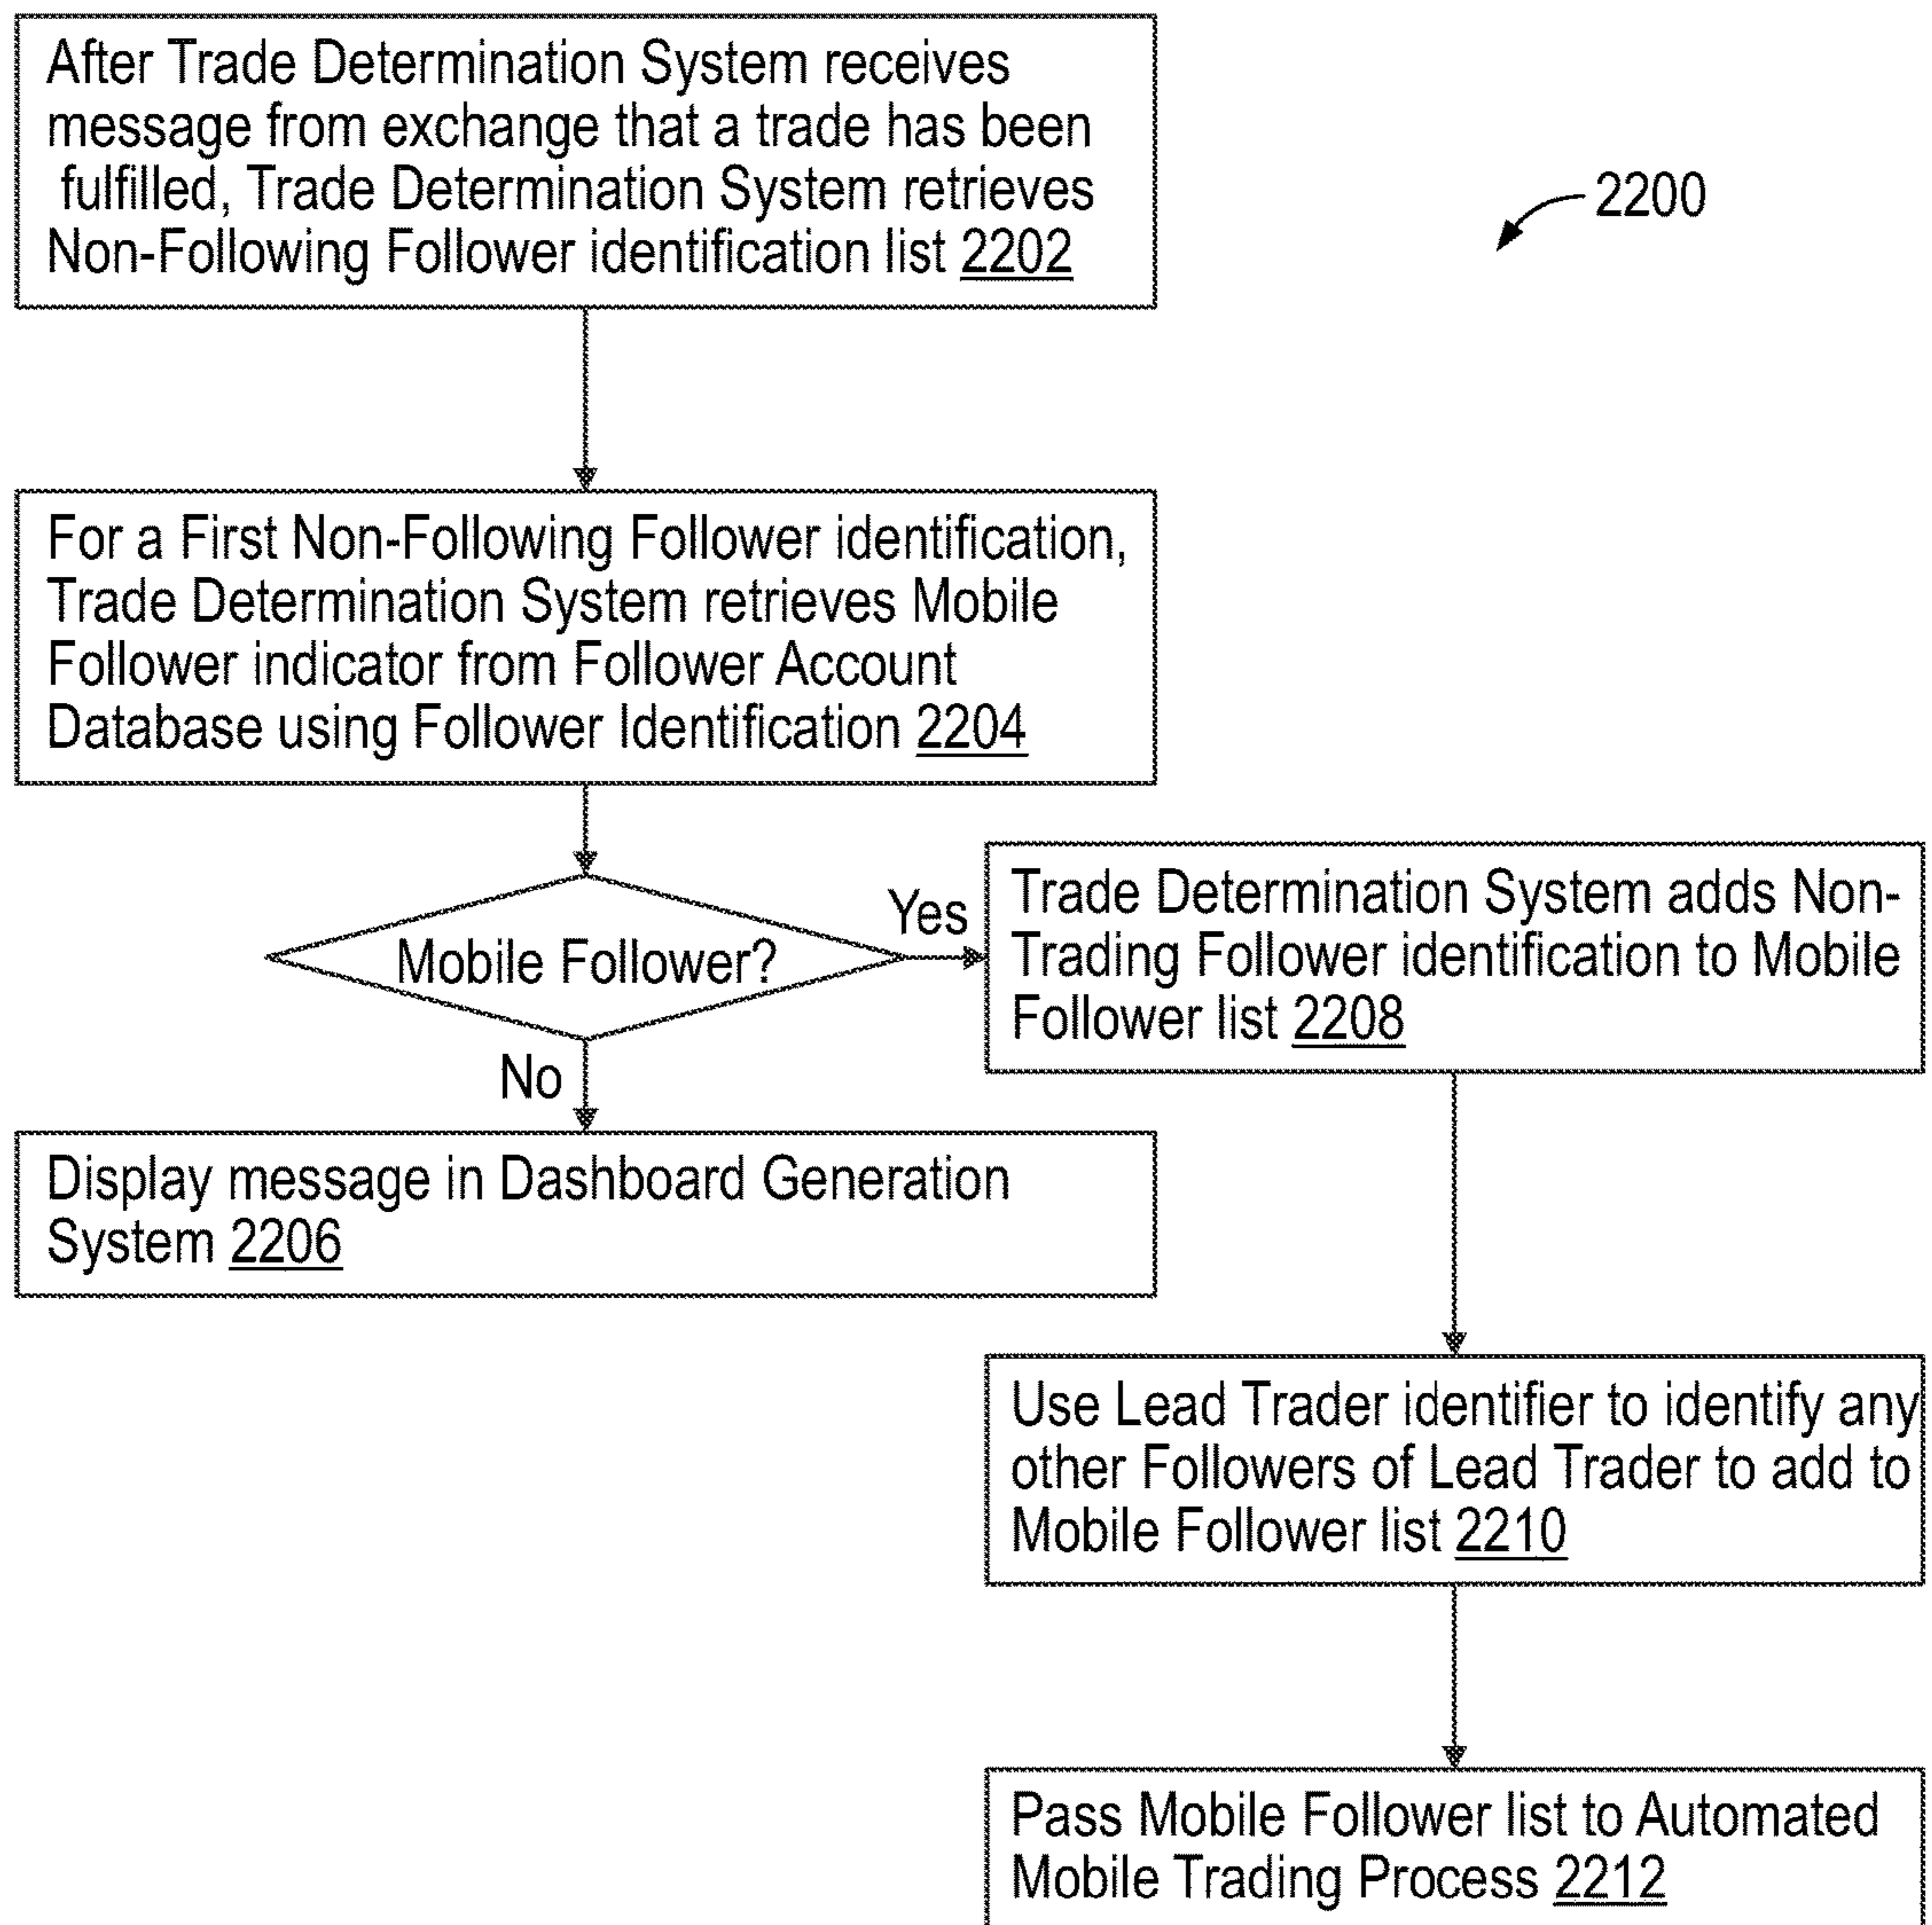 After Trade Determination System receives
message from exchange that a trade has been
fulfilled, Trade Determination System retrieves
Non-Following Follower identification list 2202
2200
For a First Non-Following Follower identification,
Trade Determination System retrieves Mobile
Follower indicator from Follower Account
Database using Follower Identification 2204
Mobile Follower?
Yes
No
Trade Determination System adds Non-
Trading Follower identification to Mobile
Follower list 2208
Display message in Dashboard Generation
System 2206
Use Lead Trader identifier to identify any
other Followers of Lead Trader to add to
Mobile Follower list 2210
Pass Mobile Follower list to Automated
Mobile Trading Process 2212